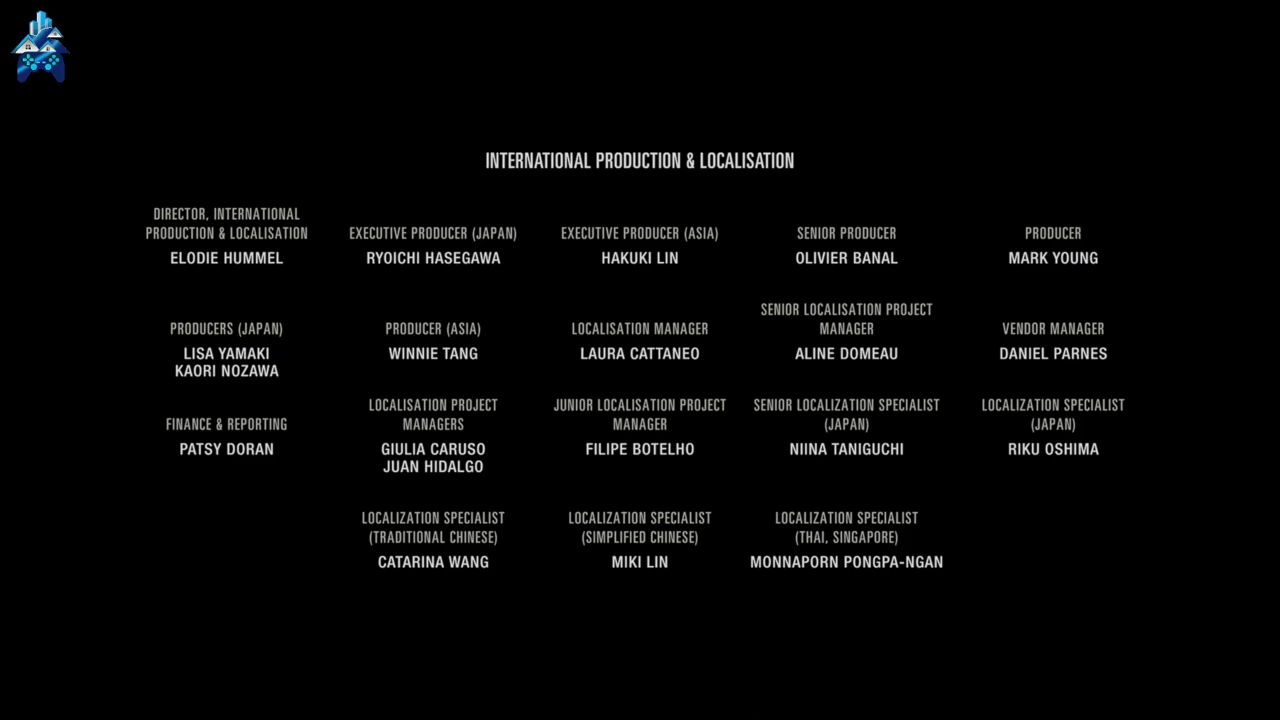 INTERNATIONAL PRODUCTION & LOCALISATION
DIRECTOR, INTERNATIONAL
PRODUCTION & LOCALISATION
ELODIE HUMMEL
EXECUTIVE PRODUCER (JAPAN)
RYOICHI HASEGAWA
EXECUTIVE PRODUCER (ASIA)
HAKUKI LIN
SENIOR PRODUCER
OLIVIER BANAL
PRODUCER
MARK YOUNG
PRODUCERS (JAPAN)
LISA YAMAKI
KAORI NOZAWA
PRODUCER (ASIA)
WINNIE TANG
LOCALISATION MANAGER
LAURA CATTANEO
SENIOR LOCALISATION PROJECT
MANAGER
ALINE DOMEAU
VENDOR MANAGER
DANIEL PARNES
FINANCE & REPORTING
PATSY DORAN
LOCALISATION PROJECT
MANAGERS
GIULIA CARUSO
JUAN HIDALGO
JUNIOR LOCALISATION PROJECT
MANAGER
FILIPE BOTELHO
SENIOR LOCALIZATION SPECIALIST
(JAPAN)
NIINA TANIGUCHI
LOCALIZATION SPECIALIST
(JAPAN)
RIKU OSHIMA
LOCALIZATION SPECIALIST
(TRADITIONAL CHINESE)
CATARINA WANG
LOCALIZATION SPECIALIST
(SIMPLIFIED CHINESE)
MIKI LIN
LOCALIZATION SPECIALIST
(THAI, SINGAPORE)
MONNAPORN PONGPA-NGAN